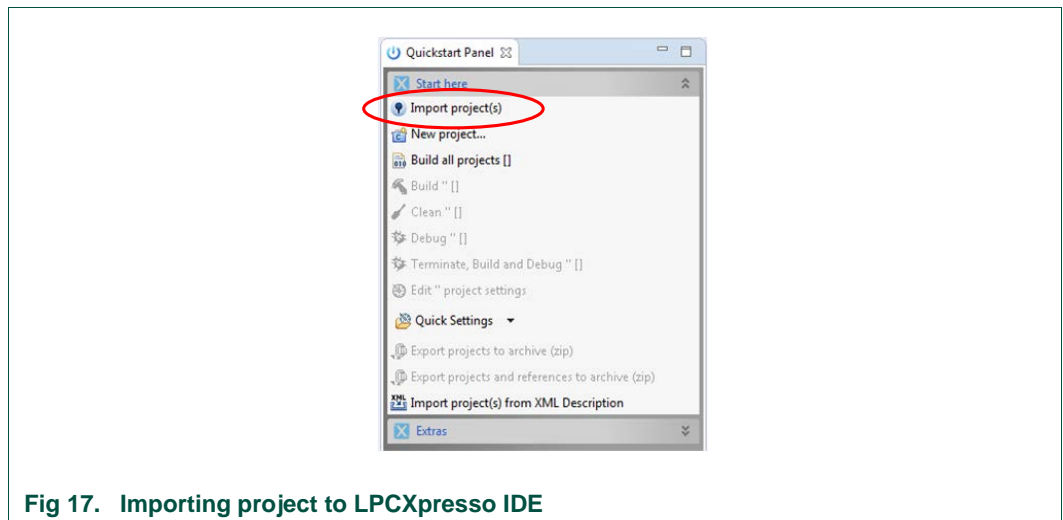 Quickstart Panel
Start here
Import project(s)
New project...
Build all projects []
Build '' []
Clean '' []
Debug '' []
Terminate, Build and Debug '' []
Edit '' project settings
Quick Settings
Export projects to archive (zip)
Export projects and references to archive (zip)
Import project(s) from XML Description
Extras
Fig 17. Importing project to LPCXpresso IDE